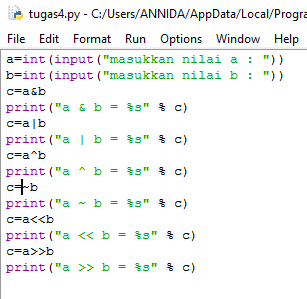 tugas4.py - C:/Users/ANNIDA/AppData/Local/Progra
File Edit Format Run Options Window Help
a=int(input("masukkan nilai a : "))
b=int(input("masukkan nilai b : "))
c=a&b
print("a & b = %s" % c)
c=a|b
print("a | b = %s" % c)
c=a^b
print("a ^ b = %s" % c)
c=~b
print("a ~ b = %s" % c)
c=a<<b
print("a << b = %s" % c)
c=a>>b
print("a >> b = %s" % c)